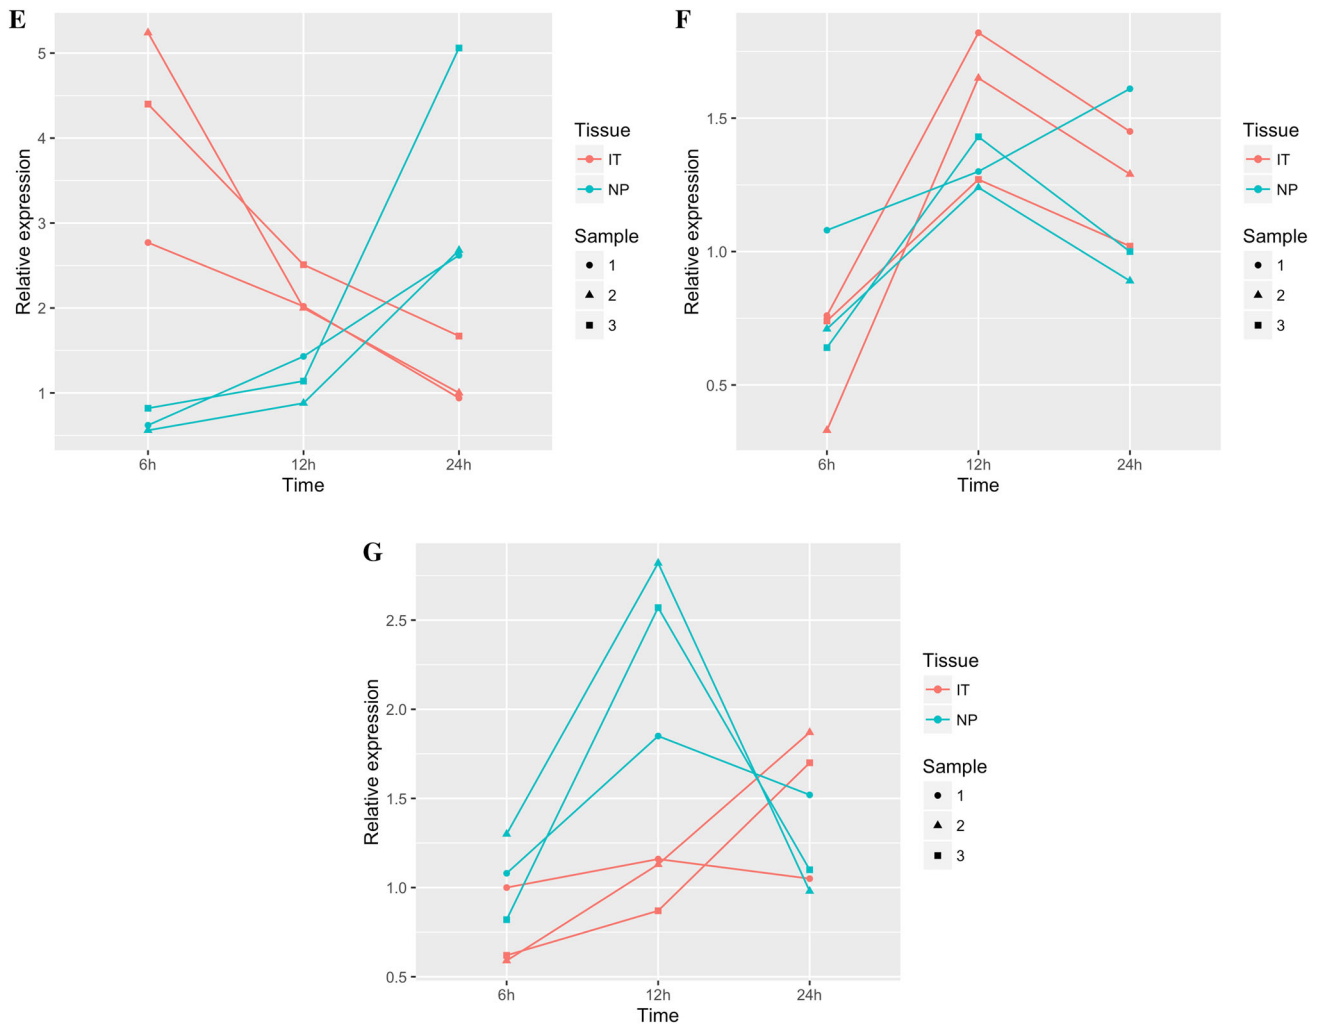 E
Relative expression
5
4
3
2
1
6h 12h 24h
Time
Tissue
IT
NP
Sample
1
2
3
F
Relative expression
1.5
1.0
0.5
6h 12h 24h
Time
Tissue
IT
NP
Sample
1
2
3
G
Relative expression
2.5
2.0
1.5
1.0
0.5
6h 12h 24h
Time
Tissue
IT
NP
Sample
1
2
3